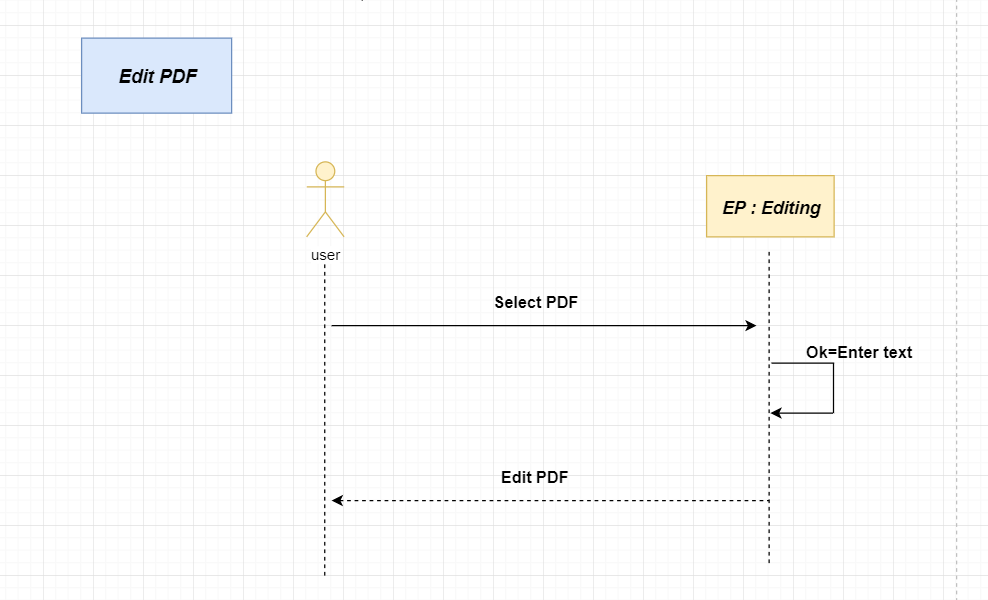 Edit PDF
EP : Editing
user
Select PDF
Ok=Enter text
Edit PDF